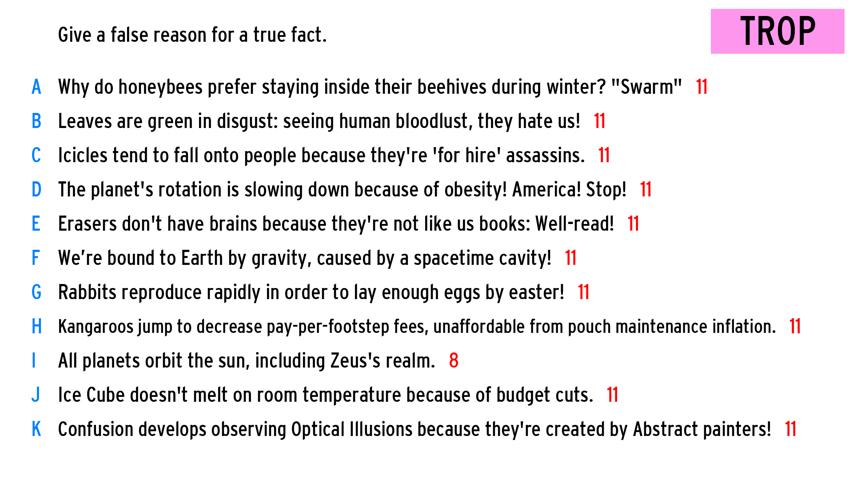 Give a false reason for a true fact.
TROP
A Why do honeybees prefer staying inside their beehives during winter? "Swarm" 11
B Leaves are green in disgust: seeing human bloodlust, they hate us! 11
C Icicles tend to fall onto people because they're 'for hire' assassins. 11
D The planet's rotation is slowing down because of obesity! America! Stop! 11
E Erasers don't have brains because they're not like us books: Well-read! 11
F We’re bound to Earth by gravity, caused by a spacetime cavity! 11
G Rabbits reproduce rapidly in order to lay enough eggs by easter! 11
H Kangaroos jump to decrease pay-per-footstep fees, unaffordable from pouch maintenance inflation. 11
I All planets orbit the sun, including Zeus's realm. 8
J Ice Cube doesn't melt on room temperature because of budget cuts. 11
K Confusion develops observing Optical Illusions because they're created by Abstract painters! 11